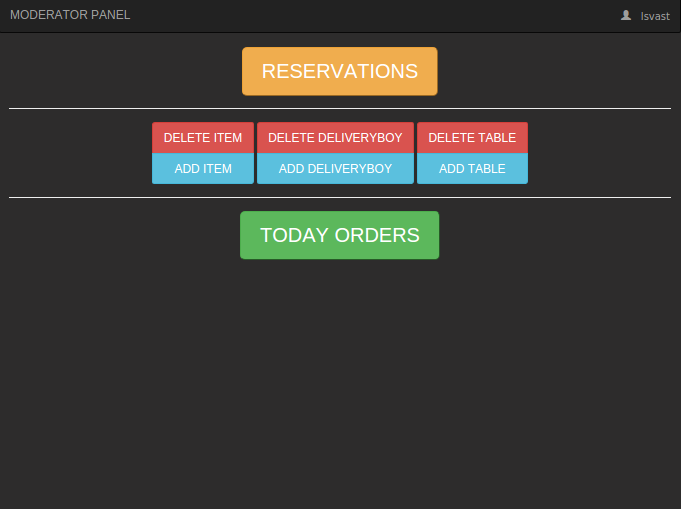 MODERATOR PANEL lsvast
RESERVATIONS
DELETE ITEM DELETE DELIVERYBOY DELETE TABLE
ADD ITEM ADD DELIVERYBOY ADD TABLE
TODAY ORDERS